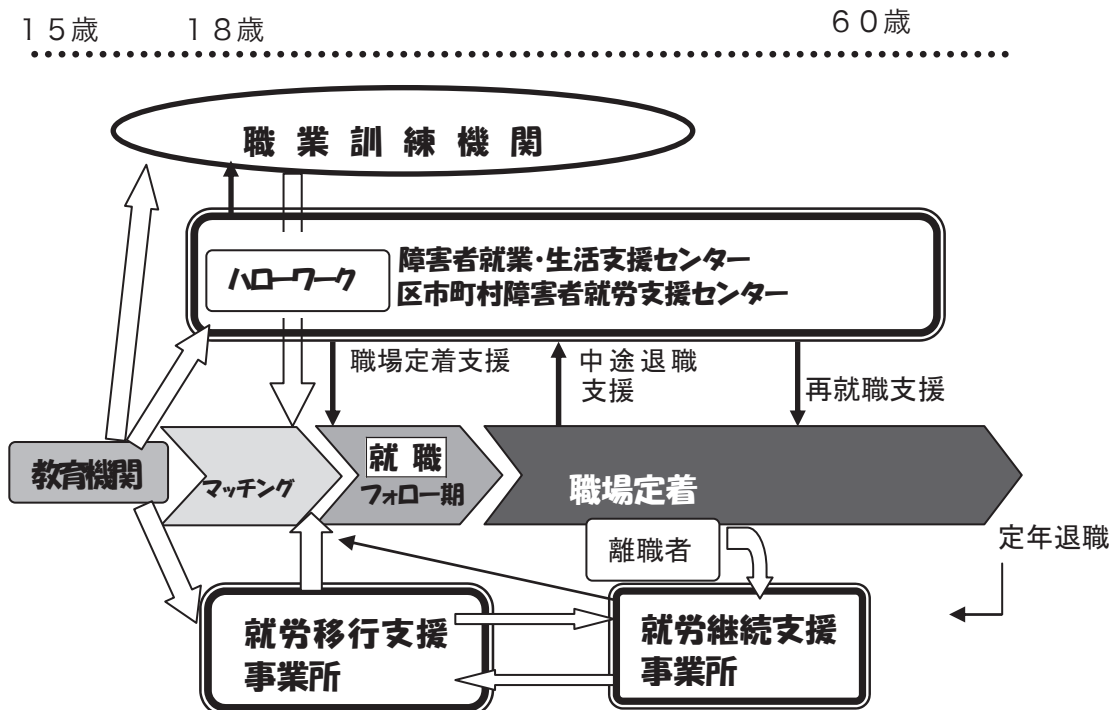 １５歳 １８歳 ６０歳
職業訓練機関
ハローワーク
障害者就業・生活支援センター
区市町村障害者就労支援センター
職場定着支援
中途退職
支援
再就職支援
教育機関
マッチング
就職
フォロー期
職場定着
離職者
定年退職
就労移行支援
事業所
就労継続支援
事業所